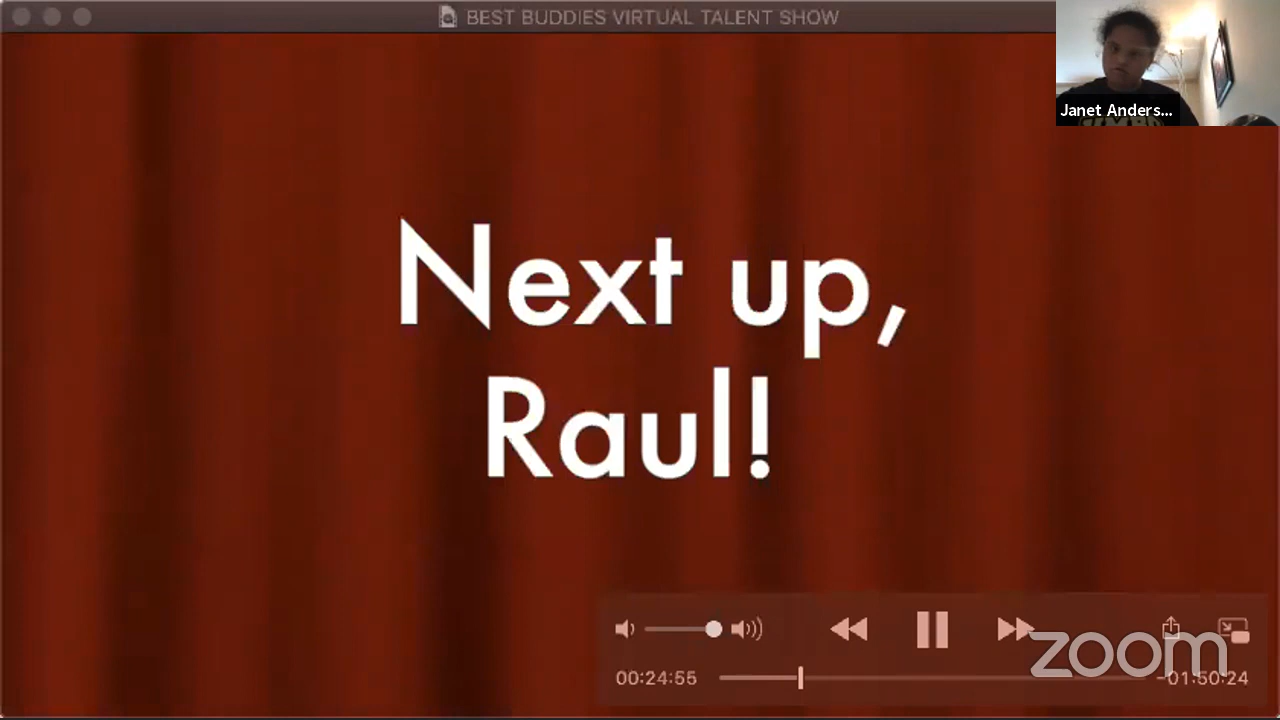 BEST BUDDIES VIRTUAL TALENT SHOW
Janet Anders...
Next up,
Raul!
00:24:55
-01:50:24
zoom